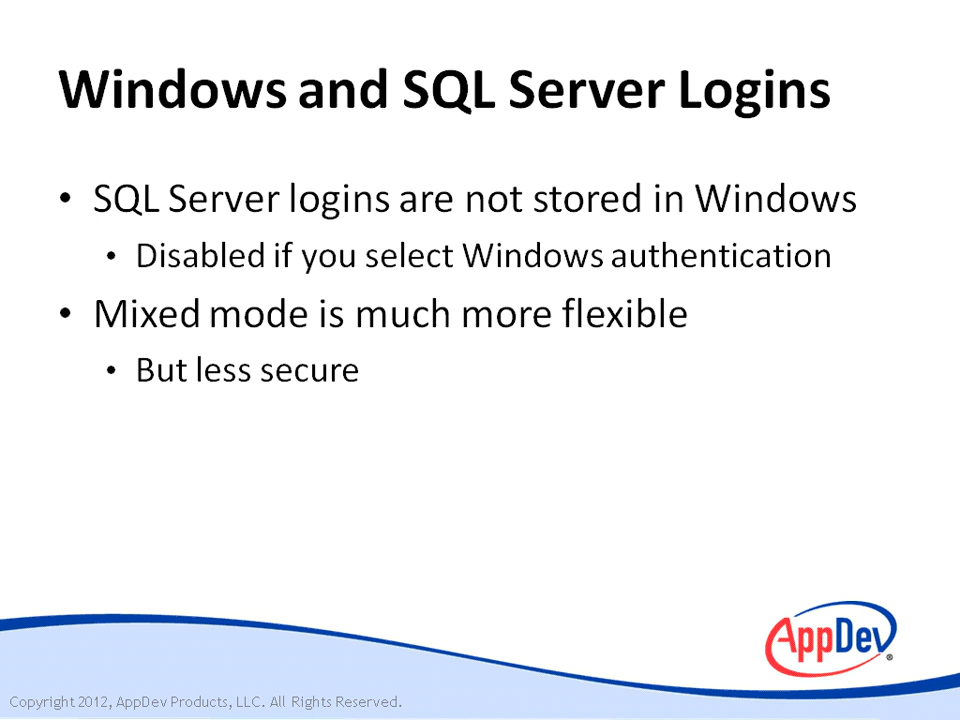 Windows and SQL Server Logins
• SQL Server logins are not stored in Windows
• Disabled if you select Windows authentication
• Mixed mode is much more flexible
• But less secure
AppDev®
Copyright 2012, AppDev Products, LLC. All Rights Reserved.